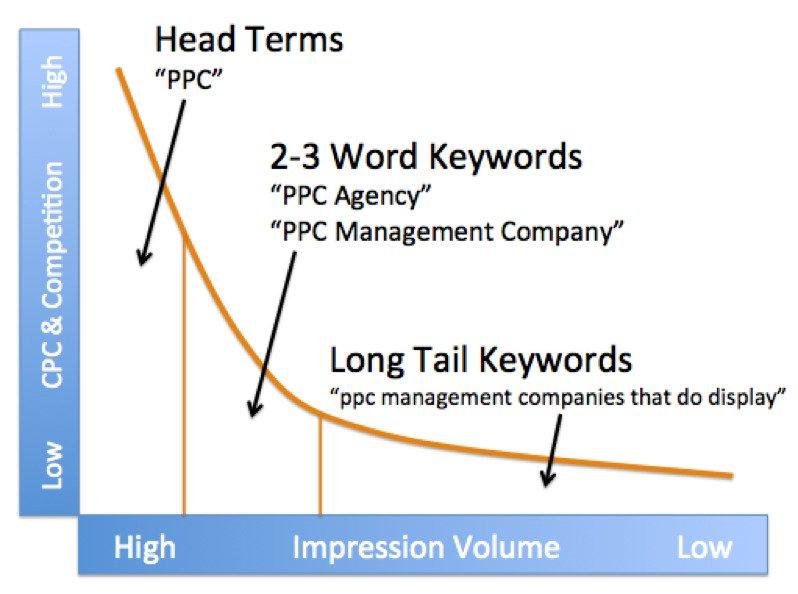 Head Terms
“PPC”
2-3 Word Keywords
“PPC Agency”
“PPC Management Company”
Long Tail Keywords
“ppc management companies that do display”
High
CPC & Competition
Low
High
Impression Volume
Low